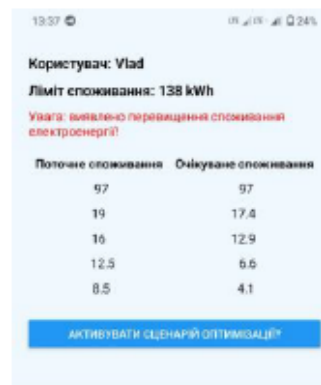 13:37 24%
Користувач: Vlad
Ліміт споживання: 138 kWh
Увага: виявлено перевищення споживання
електроенергії!
Поточне споживання Очікуване споживання
97 97
19 17.4
16 12.9
12.5 6.6
8.5 4.1
АКТИВУВАТИ СЦЕНАРІЙ ОПТИМІЗАЦІЇ?